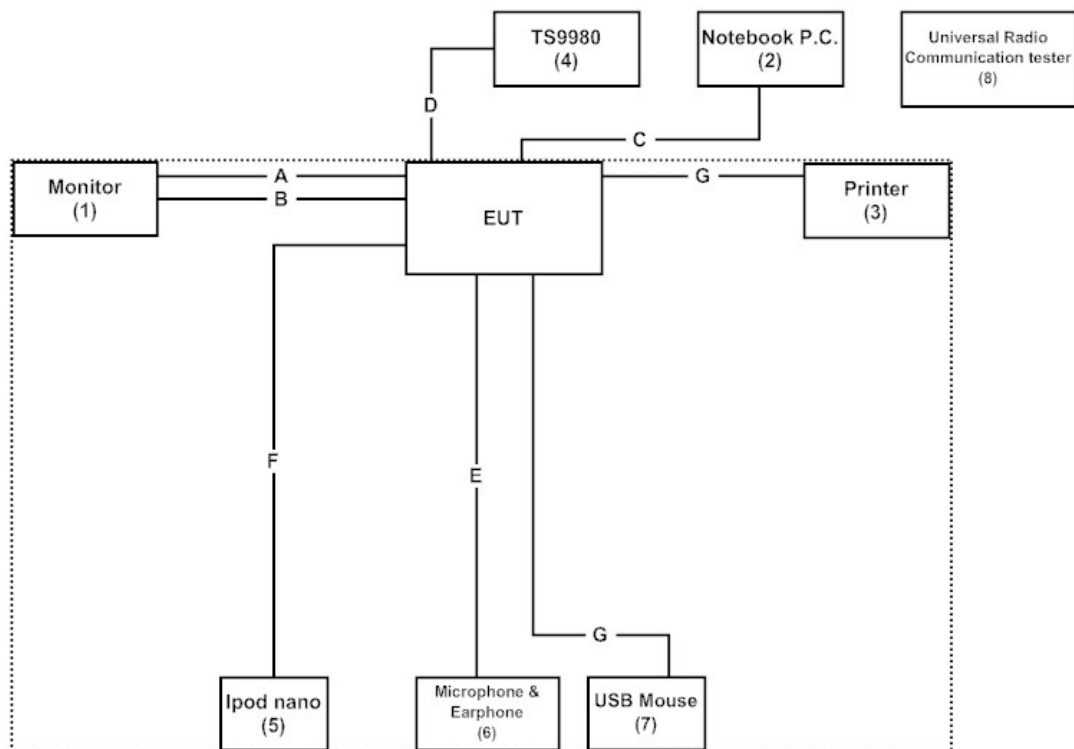 TS9980
(4)
Notebook P.C.
(2)
Universal Radio
Communication tester
(8)
D
C
Monitor
(1)
A
B
EUT
G
Printer
(3)
F
E
G
Ipod nano
(5)
Microphone &
Earphone
(6)
USB Mouse
(7)